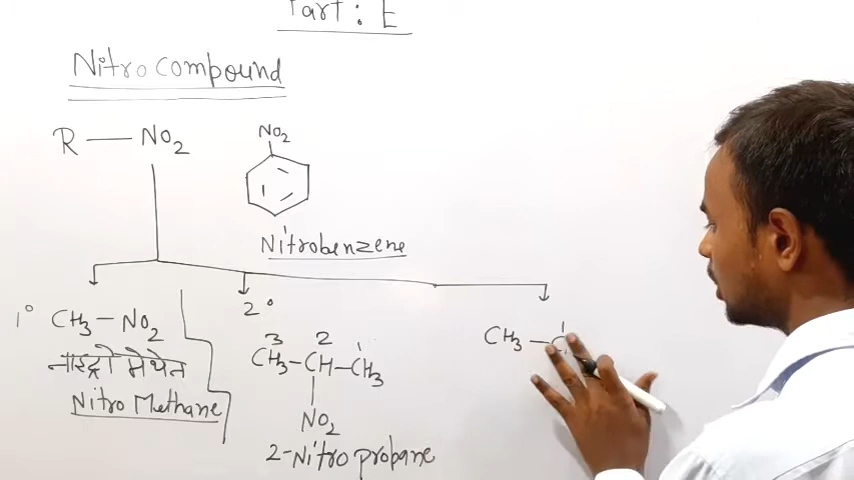 Part: E
Nitro compound
R — NO2
NO2
Nitrobenzene
1° CH3 — NO2
नाइट्रो मेथेन
Nitro Methane
2°
3 2 1
CH3 — CH — CH3
NO2
2-Nitro propane
CH3 — C